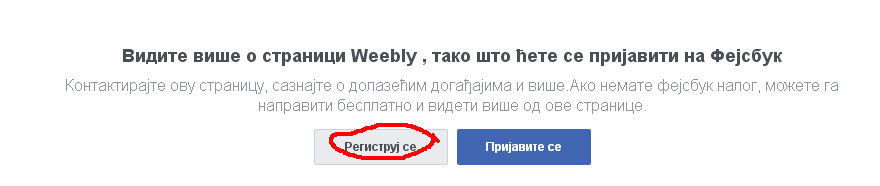 Видите више о страници Weebly , тако што ћете се пријавити на Фејсбук
Контактирајте ову страницу, сазнајте о долазећим догађајима и више.Ако немате фејсбук налог, можете га
направити бесплатно и видети више од ове странице.
Региструј се
Пријавите се